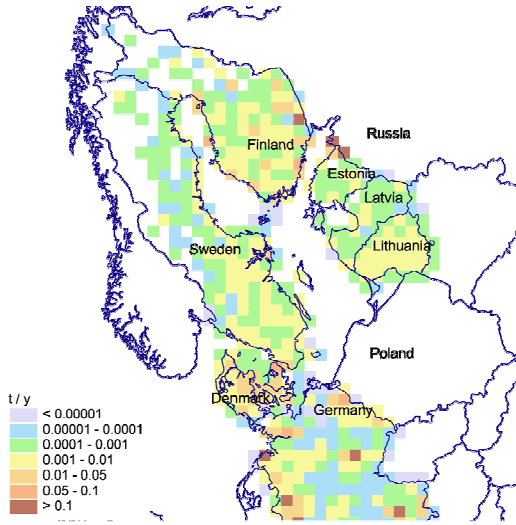 Russia
Finland
Estonia
Latvia
Lithuania
Sweden
Poland
Denmark
Germany
t / y
< 0.00001
0.00001 - 0.0001
0.0001 - 0.001
0.001 - 0.01
0.01 - 0.05
0.05 - 0.1
> 0.1